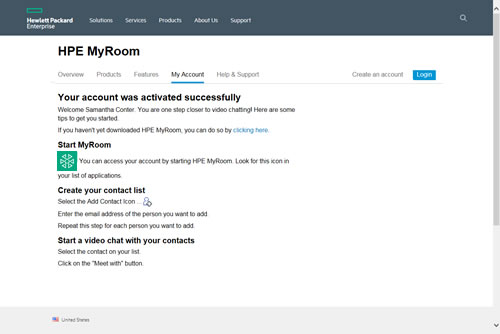 Hewlett Packard
Enterprise
Solutions Services Products About Us Support
HPE MyRoom
Overview Products Features My Account Help & Support Create an account Login
Your account was activated successfully
Welcome Samantha Conter. You are one step closer to video chatting! Here are some
tips to get you started.
If you haven't yet downloaded HPE MyRoom, you can do so by clicking here.
Start MyRoom
You can access your account by starting HPE MyRoom. Look for this icon in
your list of applications.
Create your contact list
Select the Add Contact Icon ...
Enter the email address of the person you want to add.
Repeat this step for each person you want to add.
Start a video chat with your contacts
Select the contact on your list.
Click on the "Meet with" button.
United States